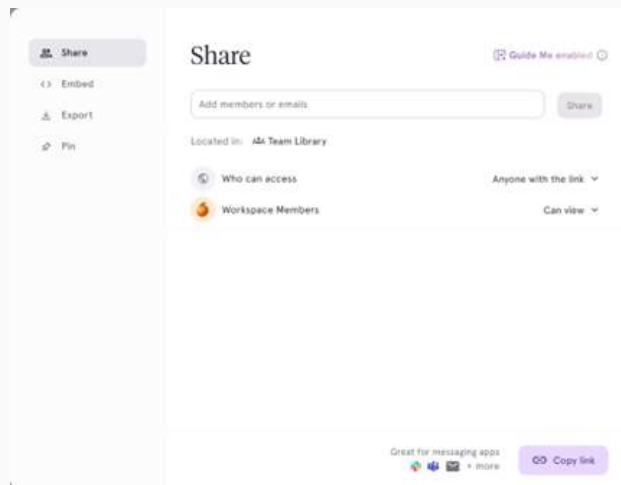 Share
Embed
Export
Pin
Share
Guide Me enabled
Add members or emails
Share
Located in: Team Library
Who can access
Anyone with the link
Workspace Members
Can view
Great for messaging apps
+ more
Copy link